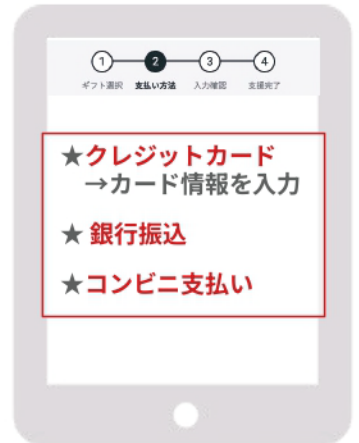 1 2 3 4
ギフト選択 支払い方法 入力確認 支援完了
★クレジットカード
→カード情報を入力
★銀行振込
★コンビニ支払い